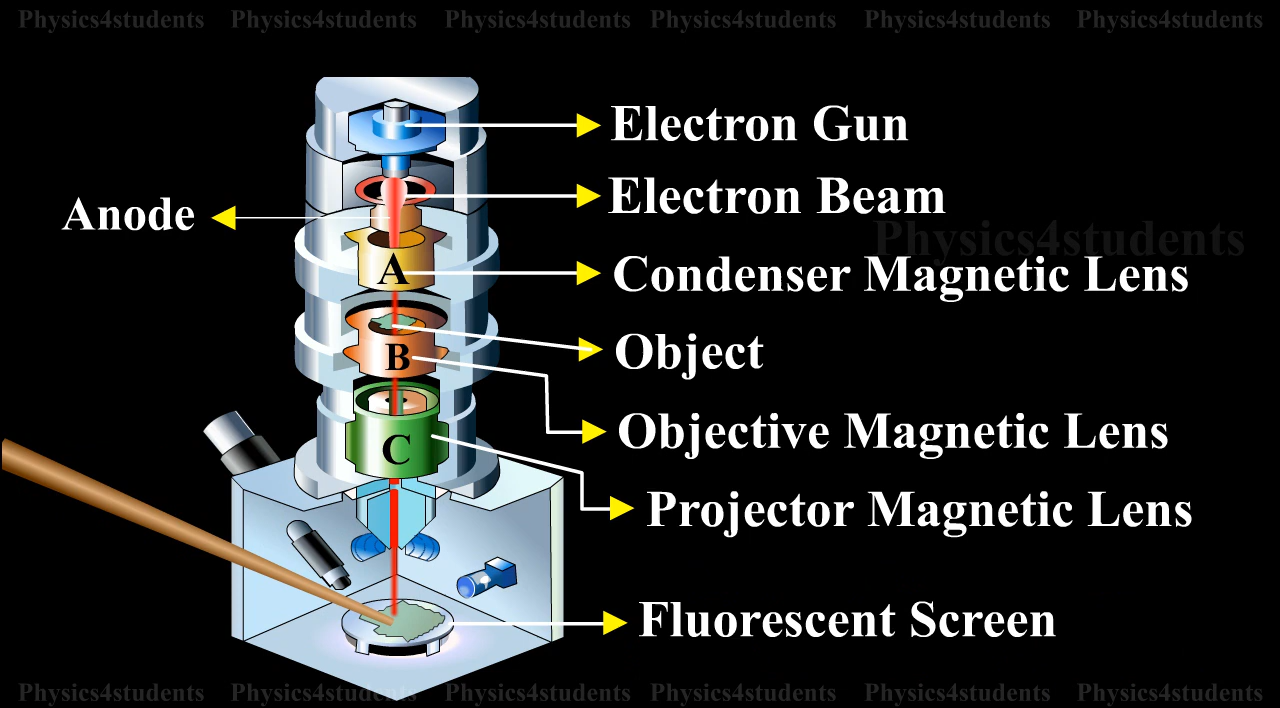 Physics4students Physics4students Physics4students Physics4students Physics4students Physics4students
Electron Gun
Electron Beam
Anode
Physics4students
A
Condenser Magnetic Lens
Object
B
Objective Magnetic Lens
C
Projector Magnetic Lens
Fluorescent Screen
Physics4students Physics4students Physics4students Physics4students Physics4students Physics4students